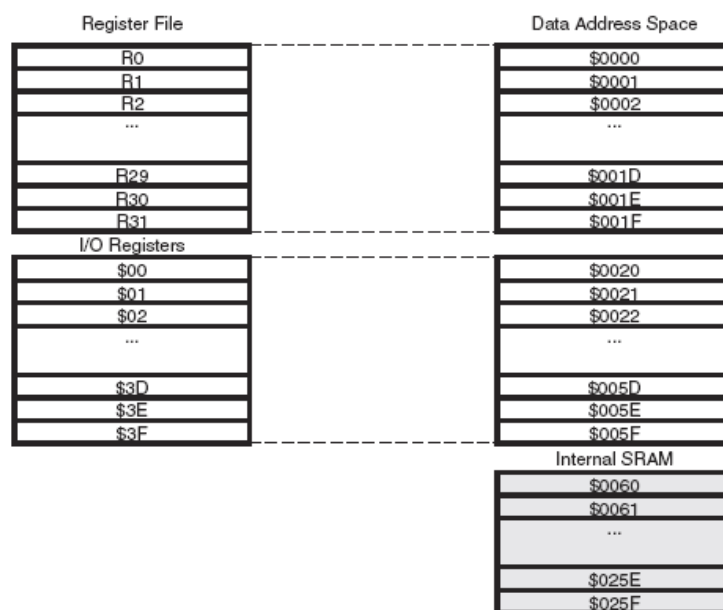 Register File Data Address Space
R0 $0000
R1 $0001
R2 $0002
... ...
R29 $001D
R30 $001E
R31 $001F
I/O Registers
$00 $0020
$01 $0021
$02 $0022
... ...
$3D $005D
$3E $005E
$3F $005F
Internal SRAM
$0060
$0061
...
$025E
$025F